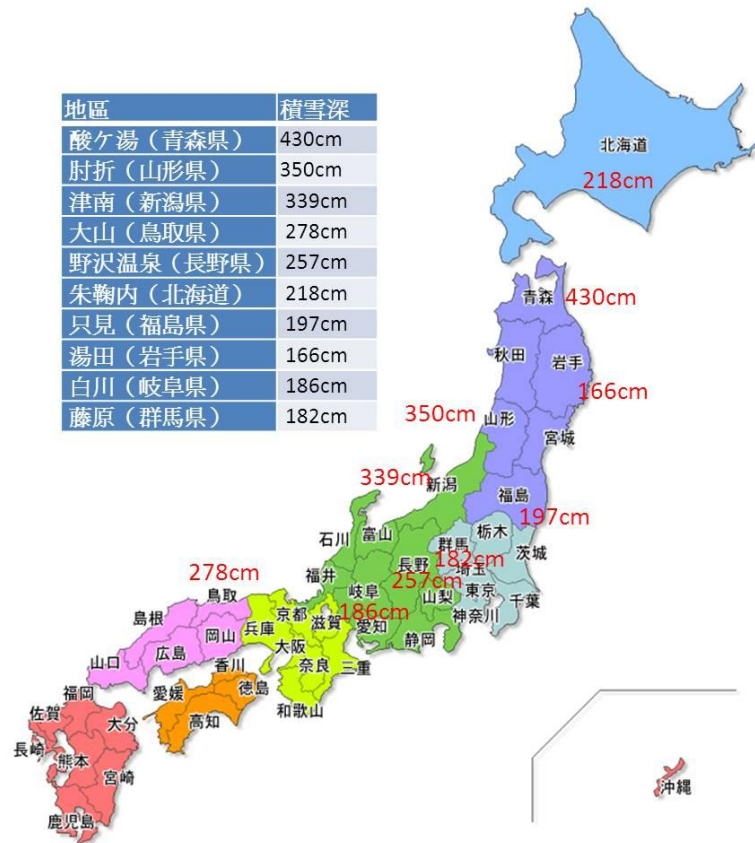 地區 積雪深
酸ケ湯（青森県） 430cm
肘折（山形県） 350cm
津南（新潟県） 339cm
大山（鳥取県） 278cm
野沢温泉（長野県） 257cm
朱鞠内（北海道） 218cm
只見（福島県） 197cm
湯田（岩手県） 166cm
白川（岐阜県） 186cm
藤原（群馬県） 182cm
北海道
218cm
青森 430cm
秋田 岩手
166cm
350cm 山形
宮城
339cm 新潟
福島
197cm
石川 富山 群馬 栃木
182cm 茨城
福井 長野 埼玉
278cm 257cm
鳥取 岐阜 山梨 東京 千葉
島根 京都 186cm 神奈川
兵庫 滋賀 愛知
岡山 静岡
山口 広島 大阪
香川 奈良 三重
福岡 愛媛 徳島
佐賀 大分 高知 和歌山
長崎 熊本
宮崎
鹿児島
沖縄